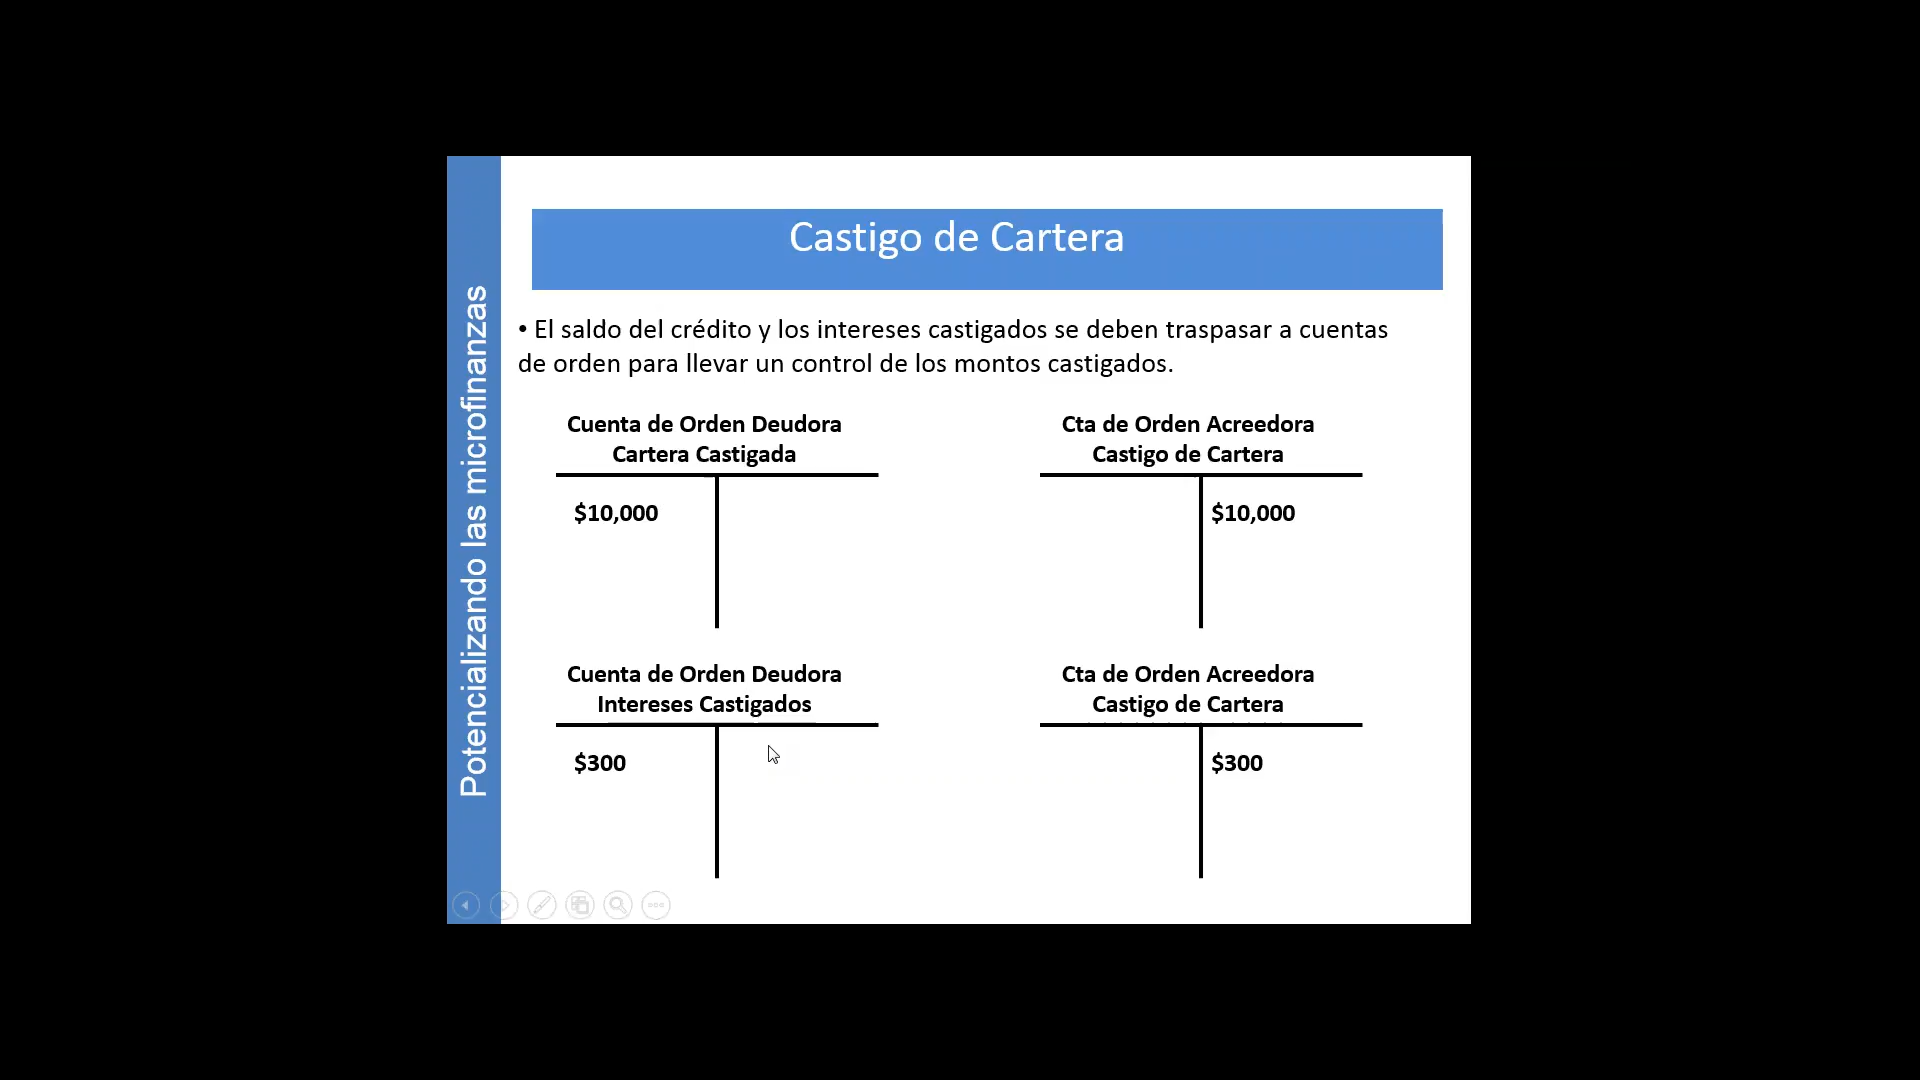 Potencializando las microfinanzas
Castigo de Cartera
• El saldo del crédito y los intereses castigados se deben traspasar a cuentas
de orden para llevar un control de los montos castigados.
Cuenta de Orden Deudora
Cartera Castigada
$10,000
Cta de Orden Acreedora
Castigo de Cartera
$10,000
Cuenta de Orden Deudora
Intereses Castigados
$300
Cta de Orden Acreedora
Castigo de Cartera
$300